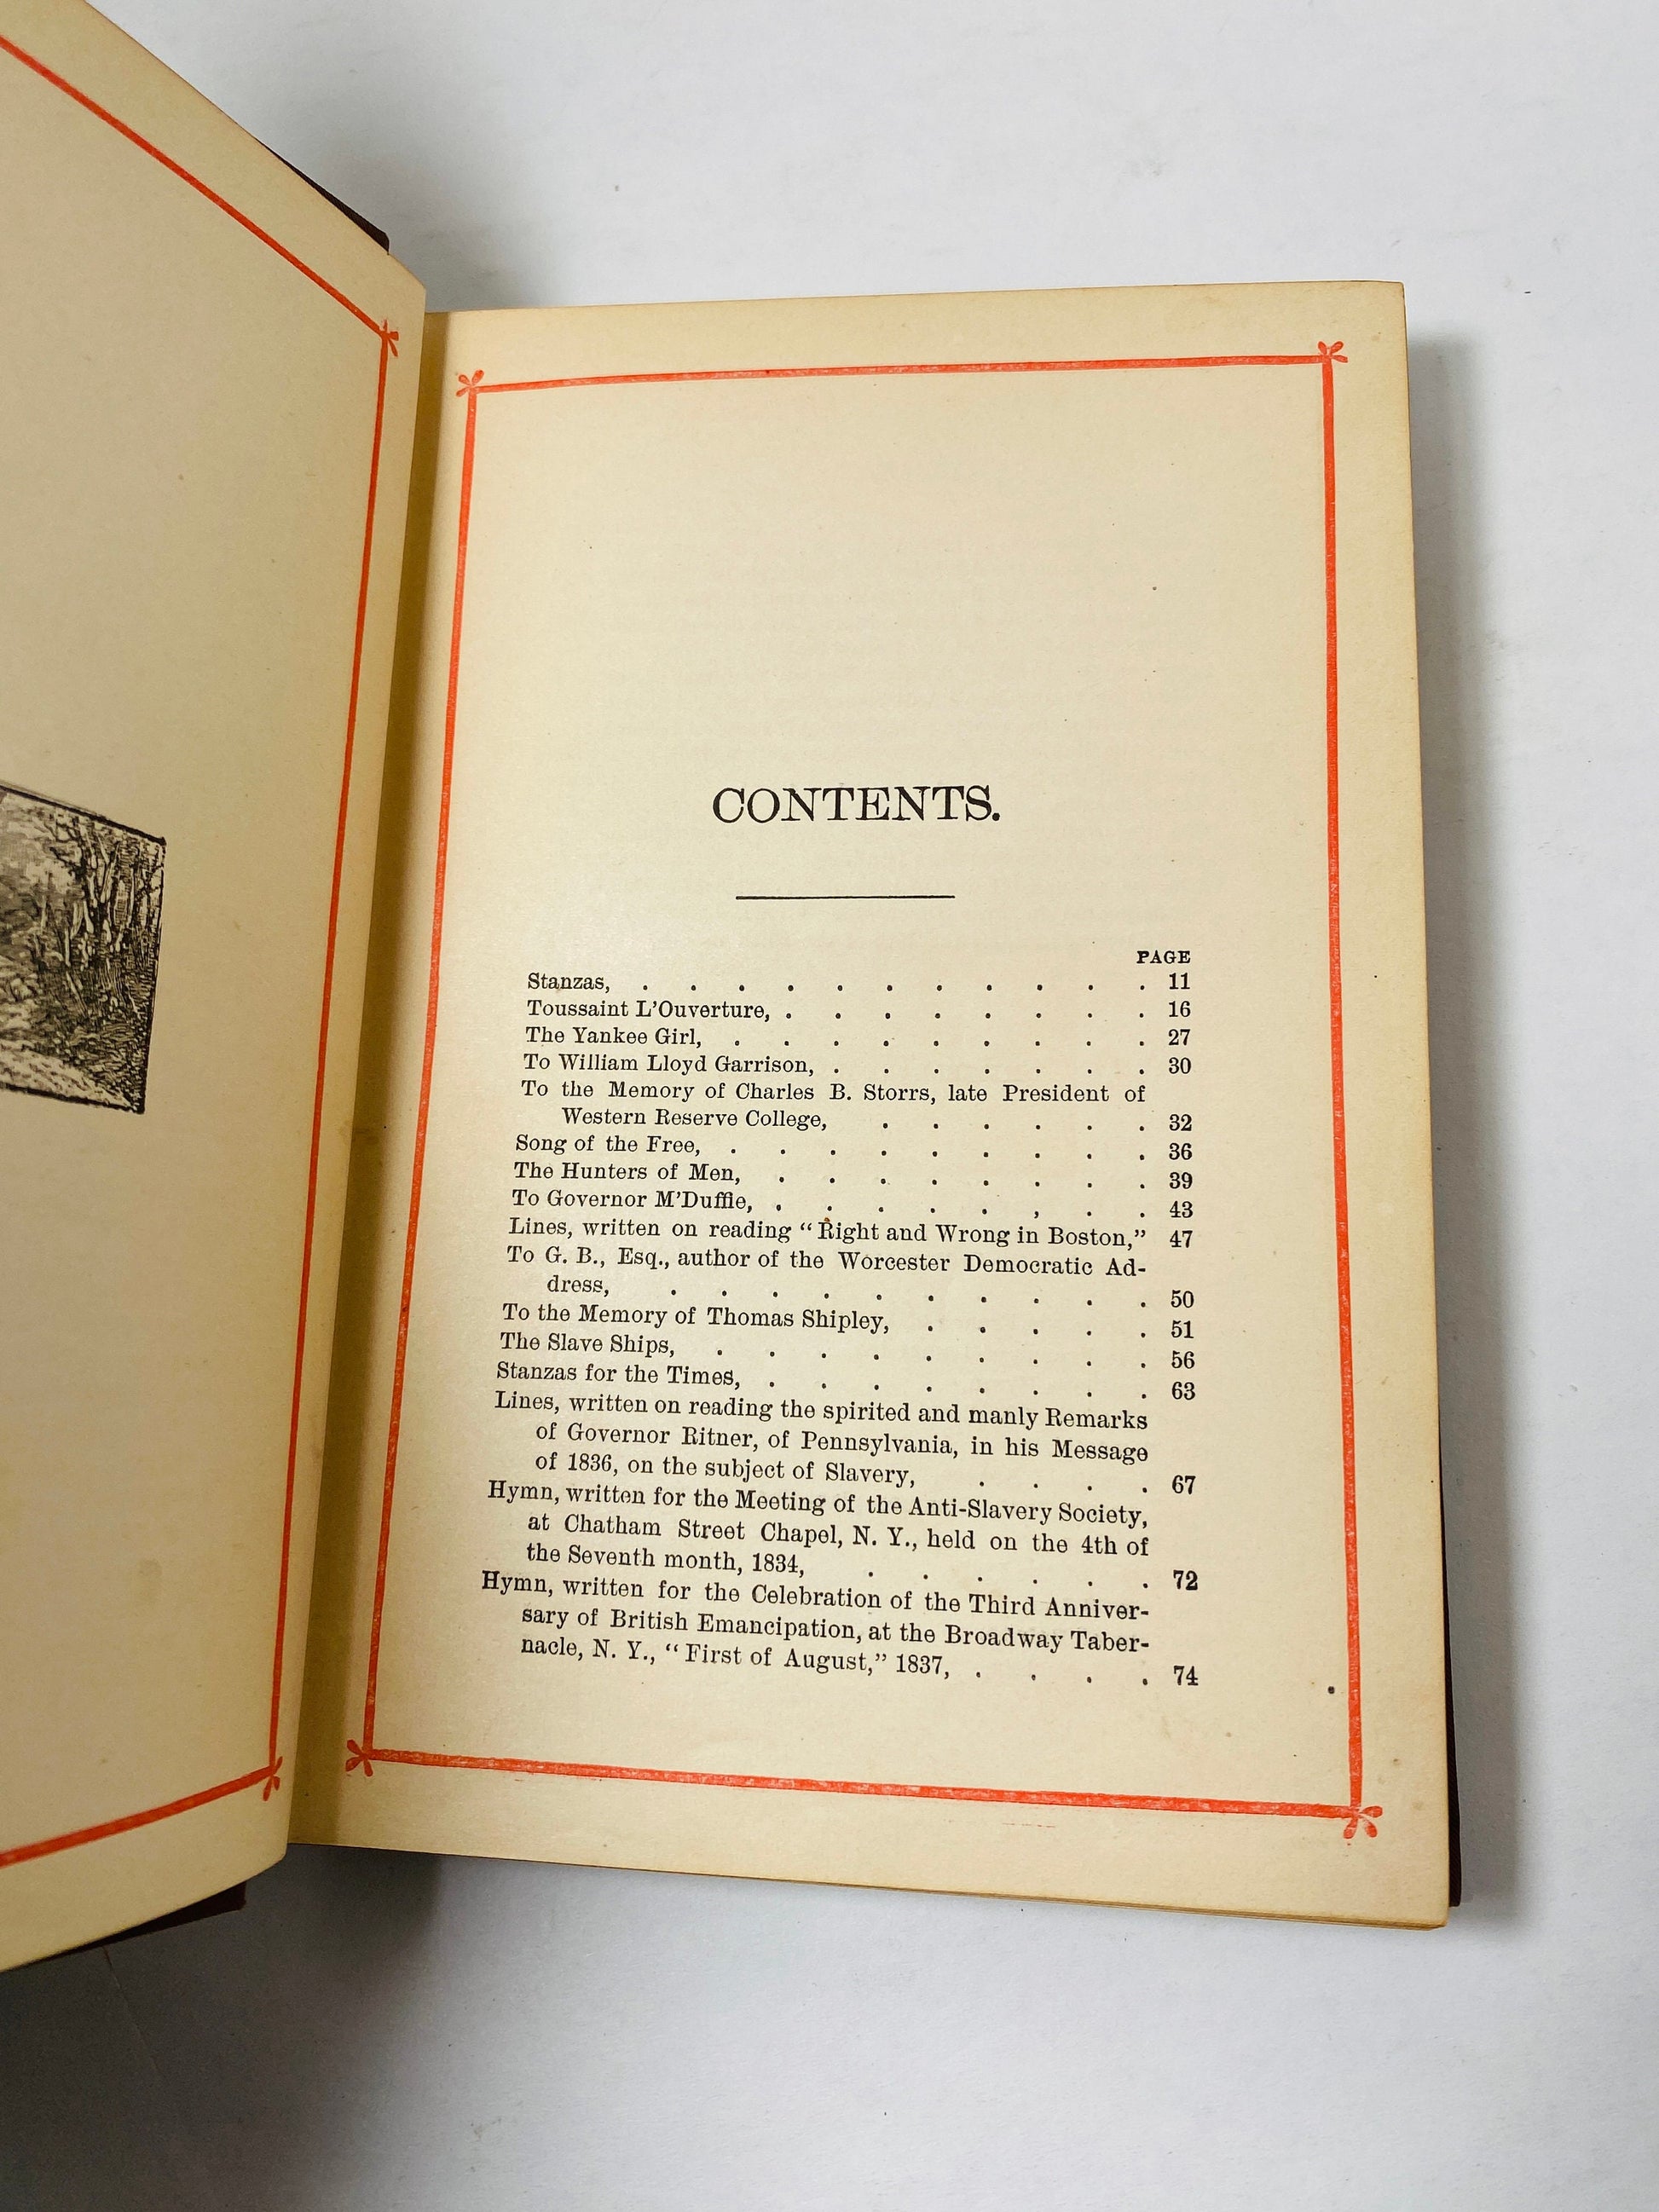 CONTENTS.
PAGE
Stanzas, . . . . . . . . . . . 11
Toussaint L'Ouverture, . . . . . . . . 16
The Yankee Girl, . . . . . . . . . 27
To William Lloyd Garrison, . . . . . . . 30
To the Memory of Charles B. Storrs, late President of
Western Reserve College, . . . . . . 32
Song of the Free, . . . . . . . . . 36
The Hunters of Men, . . . . . . . . 39
To Governor M'Duffie, . . . . . , . . 43
Lines, written on reading “Right and Wrong in Boston,” 47
To G. B., Esq., author of the Worcester Democratic Ad-
dress, . . . . . . . . . . 50
To the Memory of Thomas Shipley, . . . . . 51
The Slave Ships, . . . . . . . . . 56
Stanzas for the Times, . . . . . . . . 63
Lines, written on reading the spirited and manly Remarks
of Governor Ritner, of Pennsylvania, in his Message
of 1836, on the subject of Slavery, . . . . 67
Hymn, written for the Meeting of the Anti-Slavery Society,
at Chatham Street Chapel, N. Y., held on the 4th of
the Seventh month, 1834, . . . . . . 72
Hymn, written for the Celebration of the Third Anniver-
sary of British Emancipation, at the Broadway Taber-
nacle, N. Y., “First of August,” 1837, . . . . 74